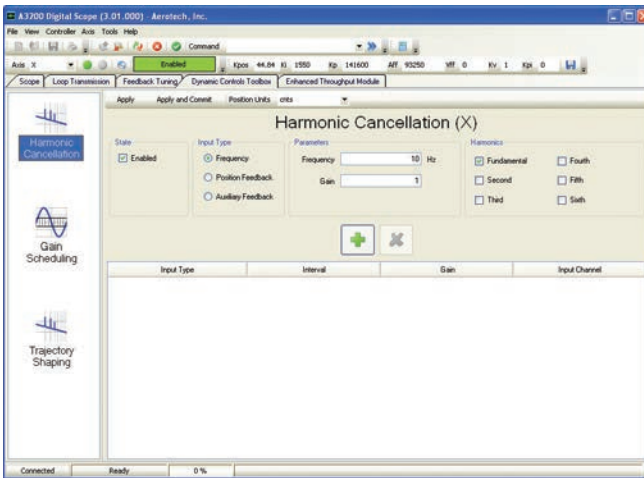 A3200 Digital Scope (3.01.000) - Aerotech, Inc.
File View Controller Axis Tools Help
Command
Axis X Enabled Kpos 44.84 Ki 1550 Kp 141600 Aff 93250 Vff 0 Kv 1 Kpi 0
Scope Loop Transmission Feedback Tuning Dynamic Controls Toolbox Enhanced Throughput Module
Apply Apply and Commit Position Units cnts
Harmonic Cancellation
Harmonic Cancellation (X)
State Input Type Parameters Harmonics
Enabled Frequency Frequency 10 Hz Fundamental Fourth
Position Feedback Gain 1 Second Fifth
Auxiliary Feedback Third Sixth
Gain Scheduling
Input Type Interval Gain Input Channel
Trajectory Shaping
Connected Ready 0 %